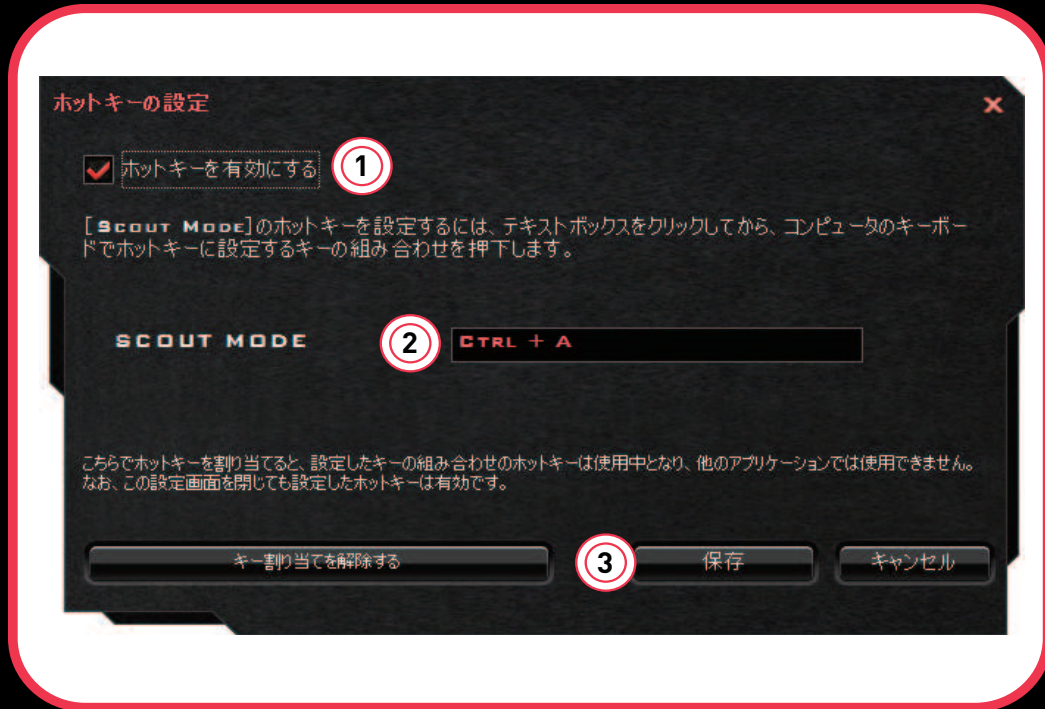 ホットキーの設定
×
ホットキーを有効にする
1
[SCOUT MODE]のホットキーを設定するには、テキストボックスをクリックしてから、コンピュータのキーボー
ドでホットキーに設定するキーの組み合わせを押下します。
SCOUT MODE
2
CTRL + A
こちらでホットキーを割り当てると、設定したキーの組み合わせのホットキーは使用中となり、他のアプリケーションでは使用できません。
なお、この設定画面を閉じても設定したホットキーは有効です。
キー割り当てを解除する
3
保存
キャンセル